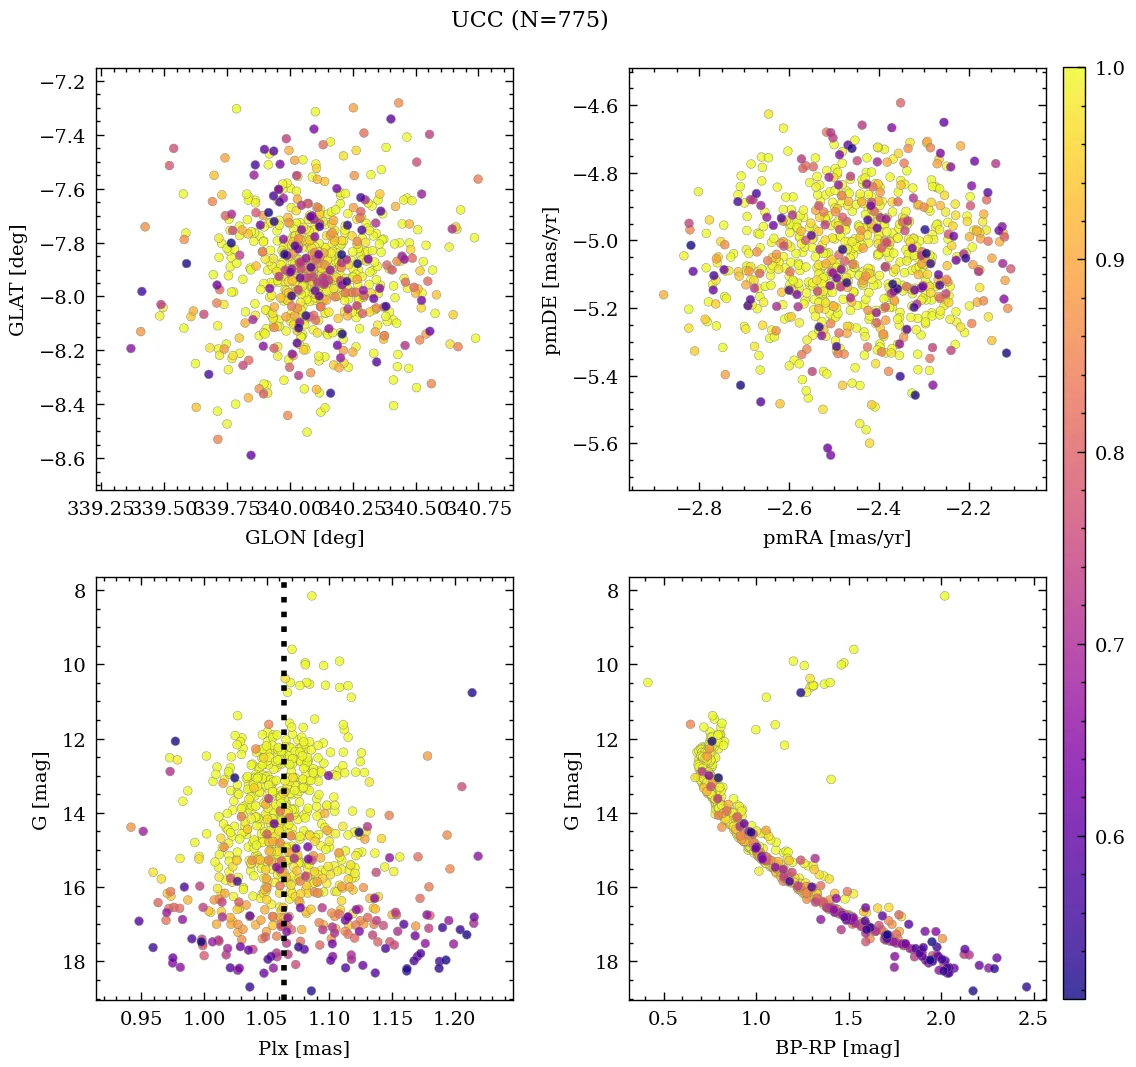 UCC (N=775)
−7.2
−7.4
−7.6
−7.8
−8.0
−8.2
−8.4
−8.6
GLAT [deg]
339.25 339.50 339.75 340.00 340.25 340.50 340.75
GLON [deg]
−4.6
−4.8
−5.0
−5.2
−5.4
−5.6
pmDE [mas/yr]
−2.8 −2.6 −2.4 −2.2
pmRA [mas/yr]
8
10
12
14
16
18
G [mag]
0.95 1.00 1.05 1.10 1.15 1.20
Plx [mas]
8
10
12
14
16
18
G [mag]
0.5 1.0 1.5 2.0 2.5
BP-RP [mag]
1.0
0.9
0.8
0.7
0.6